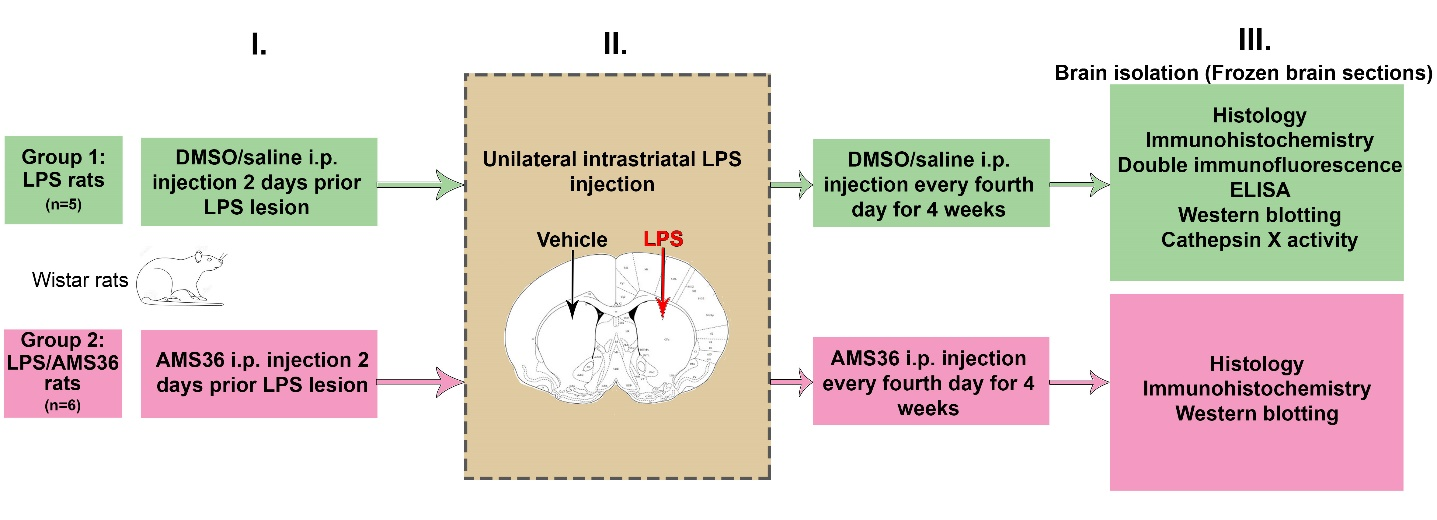 I.
II.
III.
Brain isolation (Frozen brain sections)
Group 1:
LPS rats
(n=5)
DMSO/saline i.p.
injection 2 days prior
LPS lesion
Unilateral intrastriatal LPS
injection
Vehicle
LPS
DMSO/saline i.p.
injection every fourth
day for 4 weeks
Histology
Immunohistochemistry
Double immunofluorescence
ELISA
Western blotting
Cathepsin X activity
Wistar rats
Group 2:
LPS/AMS36
rats
(n=6)
AMS36 i.p. injection 2
days prior LPS lesion
AMS36 i.p. injection
every fourth day for 4
weeks
Histology
Immunohistochemistry
Western blotting